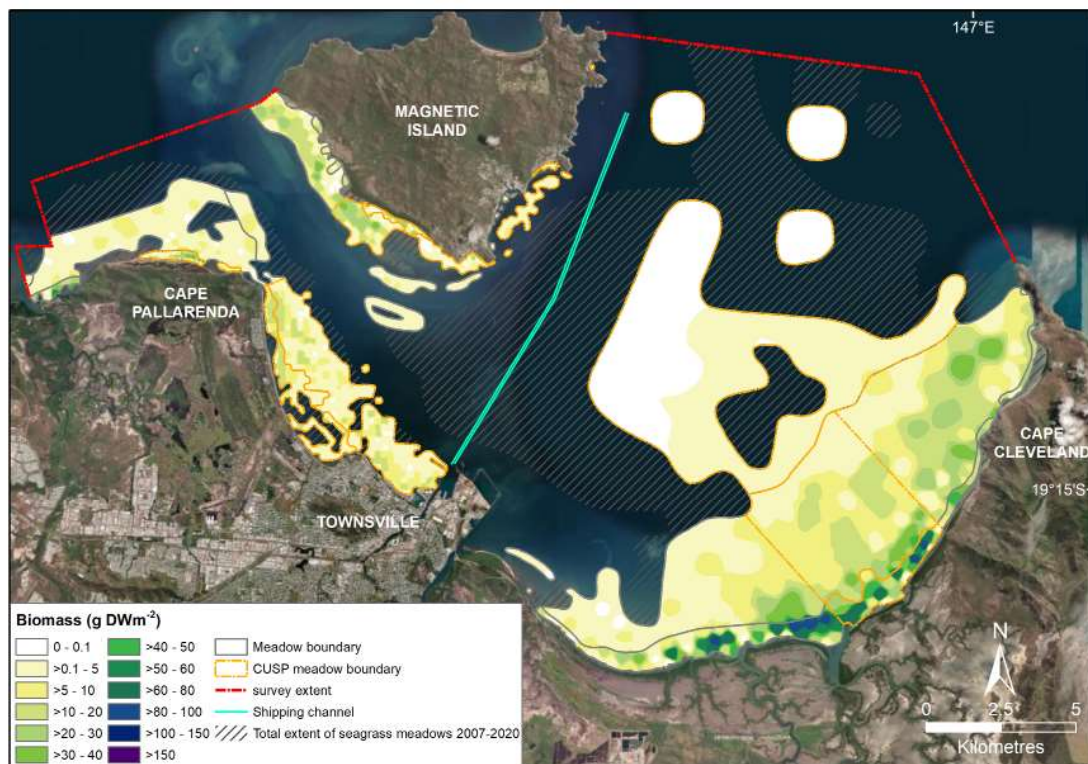 147°E
MAGNETIC
ISLAND
CAPE
PALLARENDA
CAPE
CLEVELAND
19°15'S
TOWNSVILLE
Biomass (g DWm-2)
0 - 0.1
>0.1 - 5
>5 - 10
>10 - 20
>20 - 30
>30 - 40
>40 - 50
>50 - 60
>60 - 80
>80 - 100
>100 - 150
>150
Meadow boundary
CUSP meadow boundary
survey extent
Shipping channel
Total extent of seagrass meadows 2007-2020
N
0 2.5 5
Kilometres